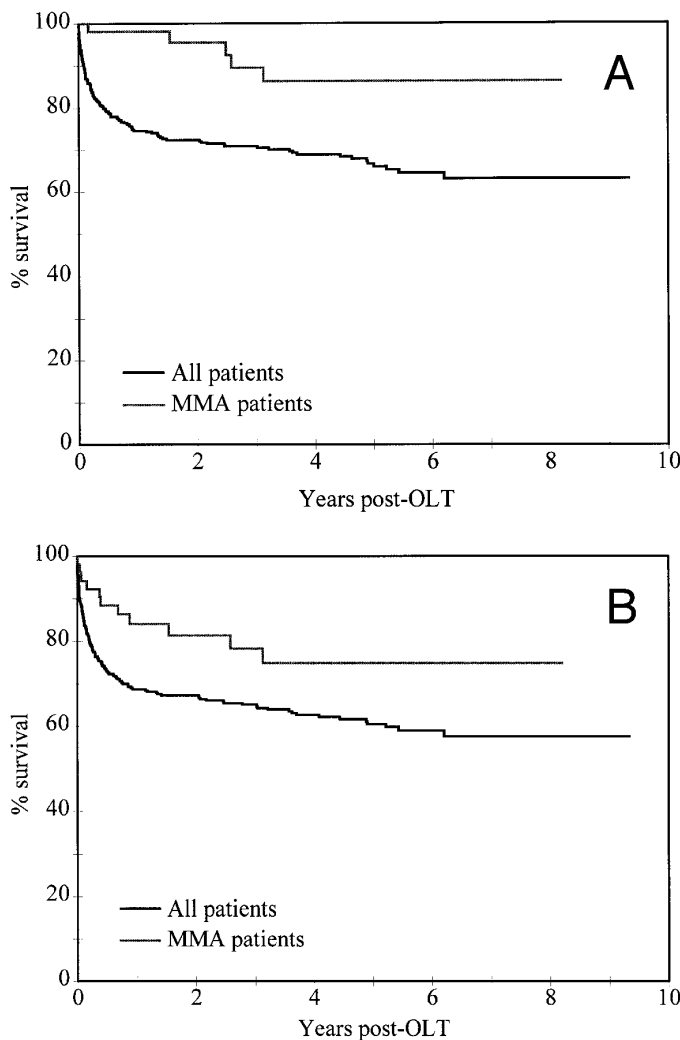 100
A
80
60
40
20
0
% survival
All patients
MMA patients
0 2 4 6 8 10
Years post-OLT
100
B
80
60
40
20
0
% survival
All patients
MMA patients
0 2 4 6 8 10
Years post-OLT